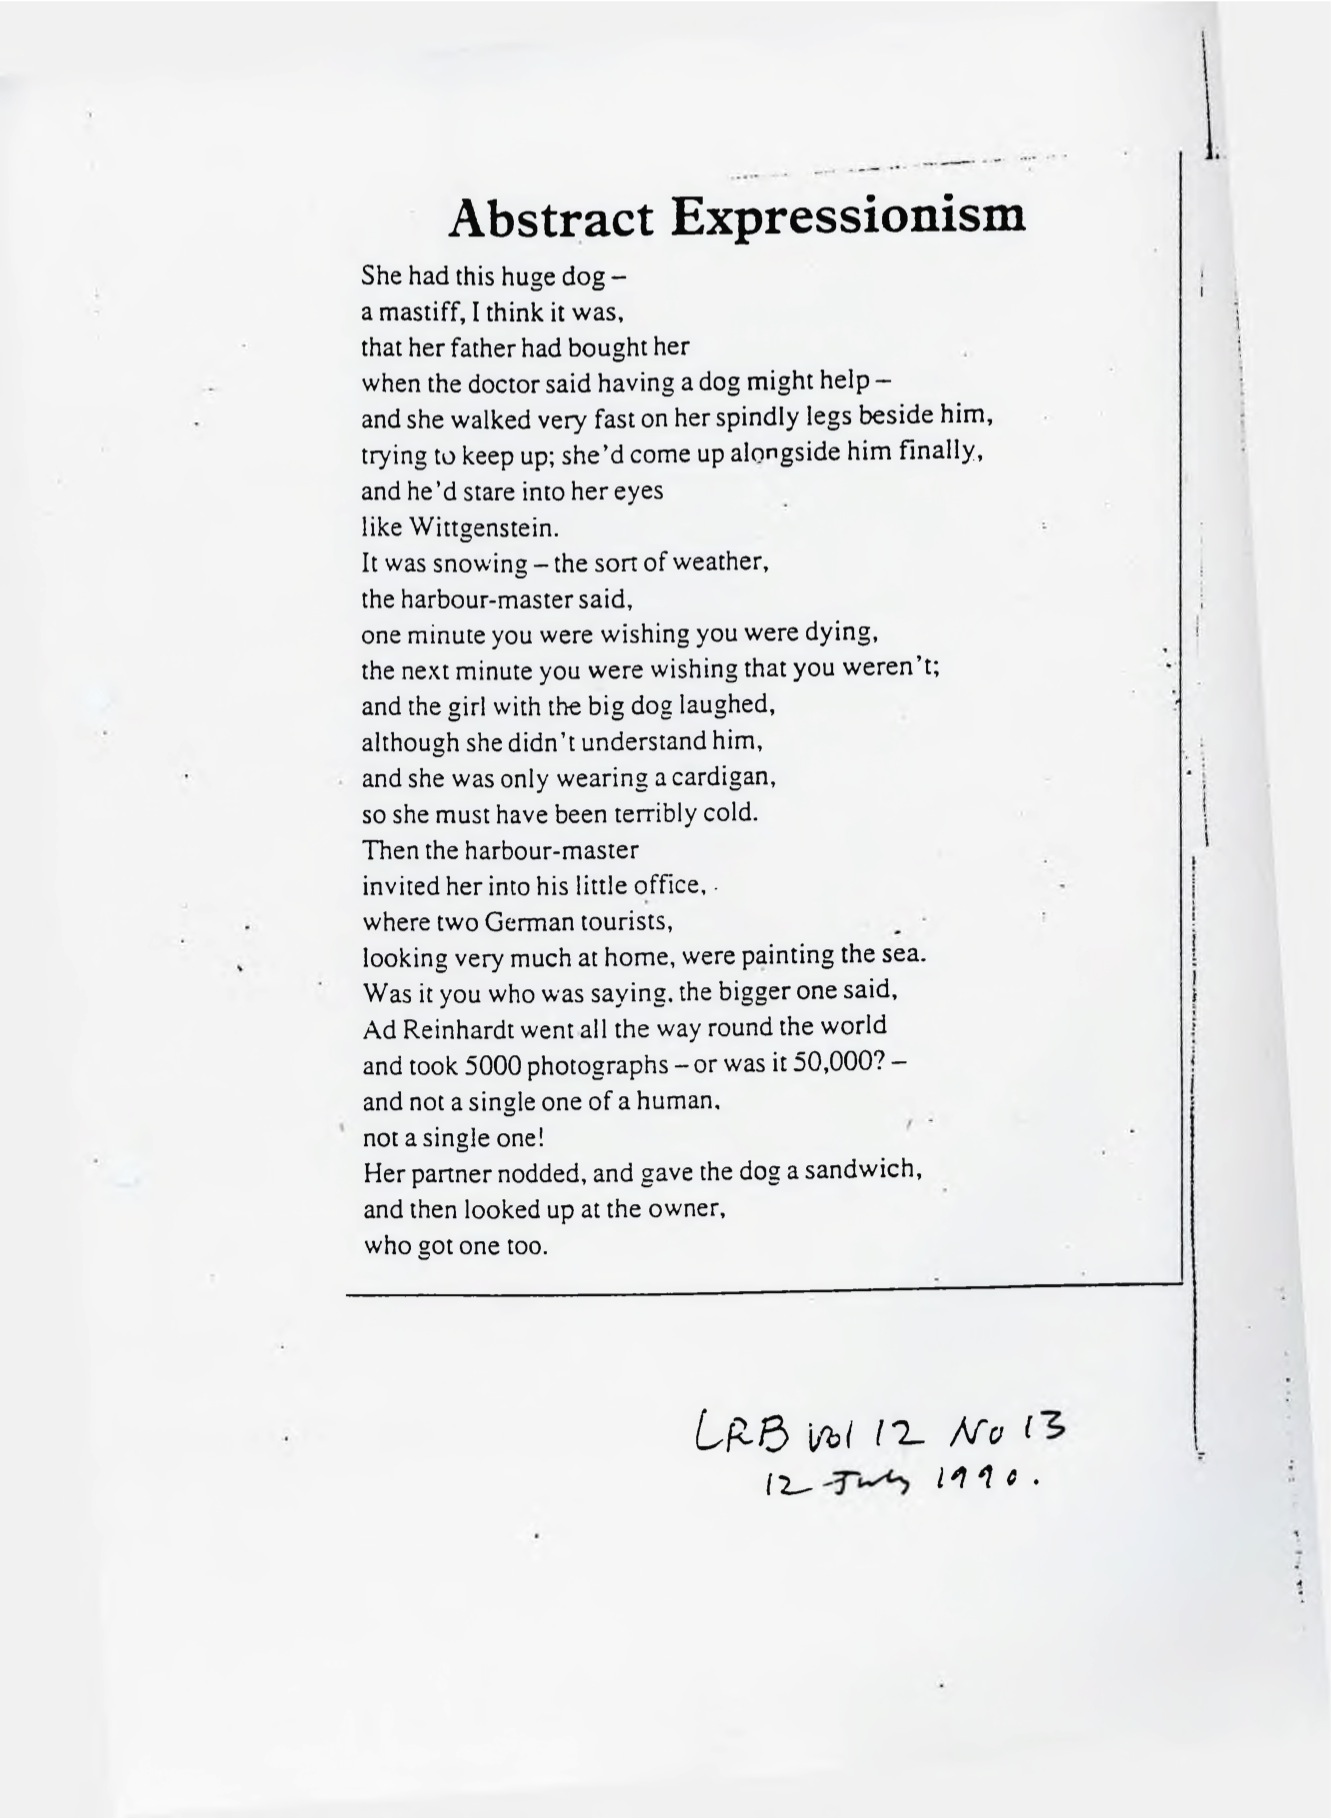 Abstract Expressionism
She had this huge dog –
a mastiff, I think it was,
that her father had bought her
when the doctor said having a dog might help –
and she walked very fast on her spindly legs beside him,
trying to keep up; she'd come up alongside him finally,
and he'd stare into her eyes
like Wittgenstein.
It was snowing – the sort of weather,
the harbour-master said,
one minute you were wishing you were dying,
the next minute you were wishing that you weren't;
and the girl with the big dog laughed,
although she didn't understand him,
and she was only wearing a cardigan,
so she must have been terribly cold.
Then the harbour-master
invited her into his little office,
where two German tourists,
looking very much at home, were painting the sea.
Was it you who was saying, the bigger one said,
Ad Reinhardt went all the way round the world
and took 5000 photographs – or was it 50,000? –
and not a single one of a human,
not a single one!
Her partner nodded, and gave the dog a sandwich,
and then looked up at the owner,
who got one too.
LRB vol 12 No 13
12 July 1990.